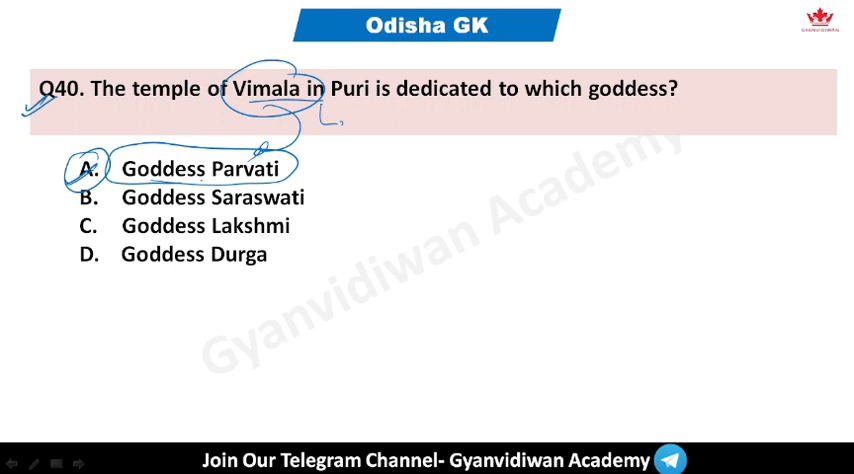 Odisha GK
GYANVIDIWAN
Q40. The temple of Vimala in Puri is dedicated to which goddess?
A. Goddess Parvati
B. Goddess Saraswati
C. Goddess Lakshmi
D. Goddess Durga
Gyanvidiwan Academy
Join Our Telegram Channel- Gyanvidiwan Academy